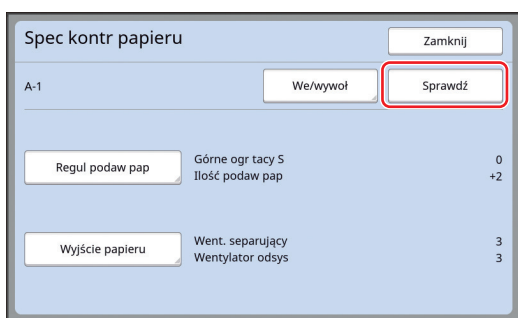 Spec kontr papieru Zamknij
A-1 We/wywoł Sprawdź
Regul podaw pap
Górne ogr tacy S 0
Ilość podaw pap +2
Wyjście papieru
Went. separujący 3
Wentylator odsys 3